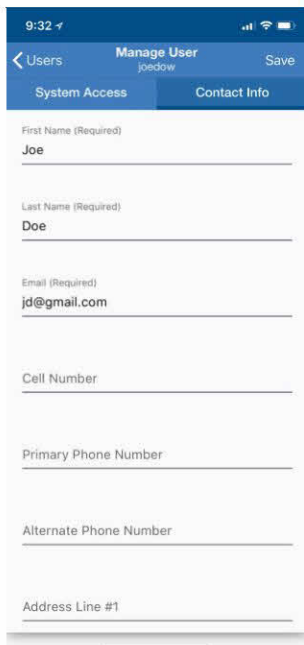 9:32
Users
Manage User
joedow
Save
System Access
Contact Info
First Name (Required)
Joe
Last Name (Required)
Doe
Email (Required)
jd@gmail.com
Cell Number
Primary Phone Number
Alternate Phone Number
Address Line #1